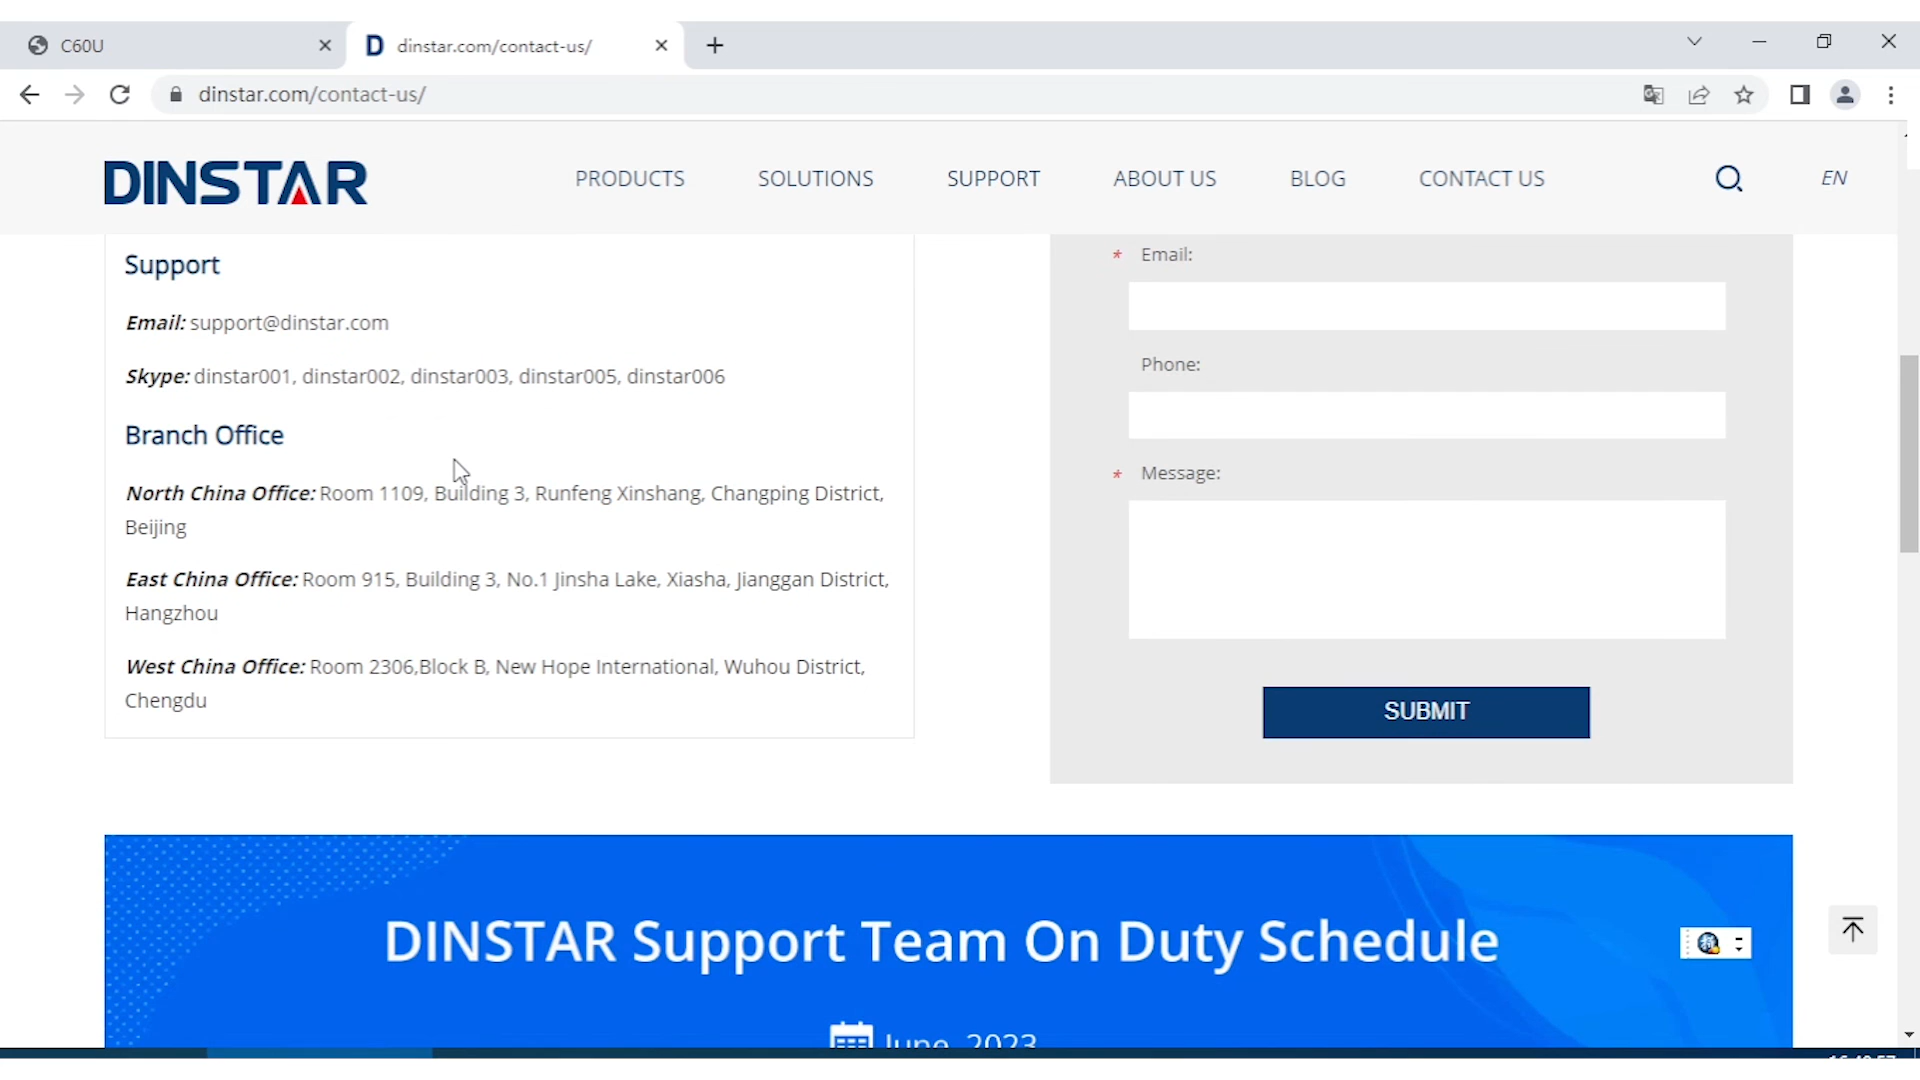 C60U
dinstar.com/contact-us/
dinstar.com/contact-us/
DINSTAR
PRODUCTS
SOLUTIONS
SUPPORT
ABOUT US
BLOG
CONTACT US
EN
Support
Email: support@dinstar.com
Skype: dinstar001, dinstar002, dinstar003, dinstar005, dinstar006
Branch Office
North China Office: Room 1109, Building 3, Runfeng Xinshang, Changping District,
Beijing
East China Office: Room 915, Building 3, No.1 Jinsha Lake, Xiasha, Jianggan District,
Hangzhou
West China Office: Room 2306,Block B, New Hope International, Wuhou District,
Chengdu
* Email:
Phone:
* Message:
SUBMIT
DINSTAR Support Team On Duty Schedule
June, 2023